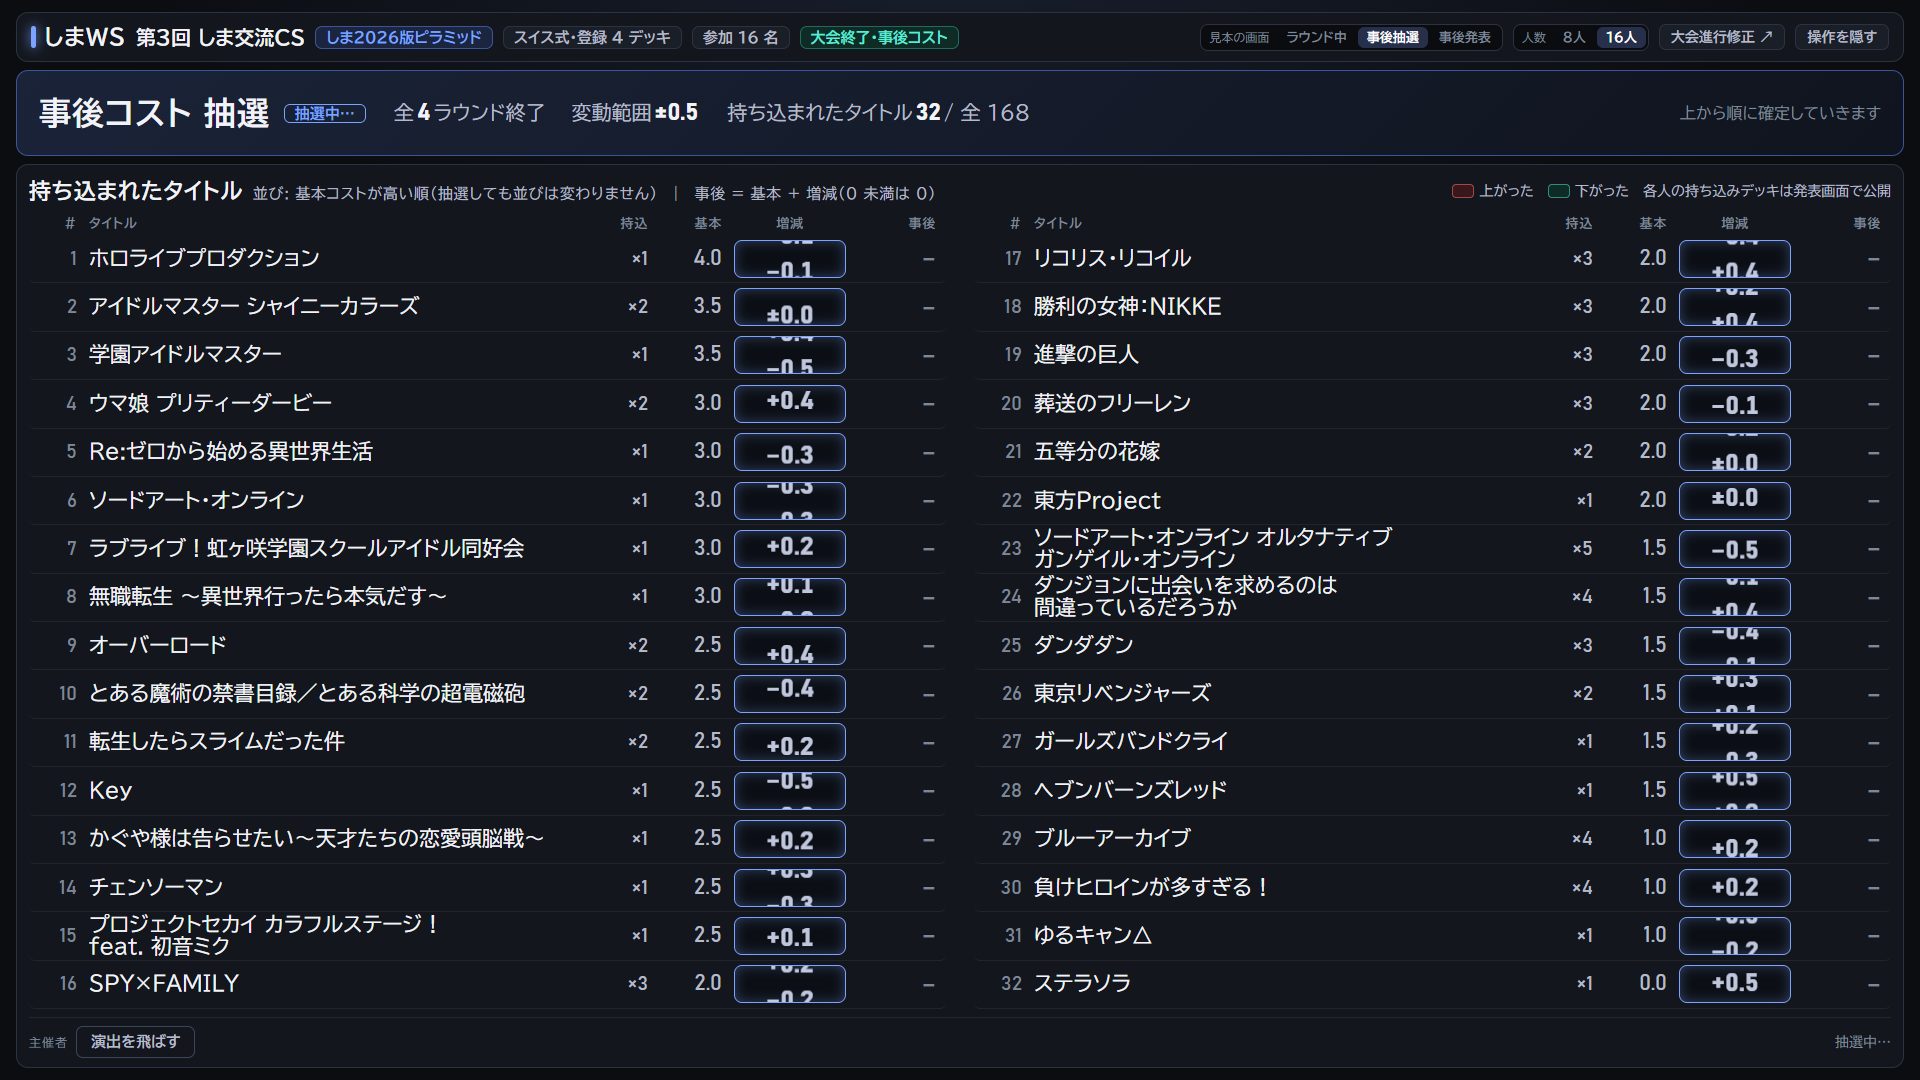 しまWS 第3回 しま交流CS しま2026版ピラミッド スイス式・登録 4 デッキ 参加 16 名 大会終了・事後コスト 見本の画面 ラウンド中 事後抽選 事後発表 人数 8人 16人 大会進行修正 ↗ 操作を隠す
事後コスト 抽選 抽選中… 全 4 ラウンド終了 変動範囲 ±0.5 持ち込まれたタイトル 32 / 全 168 上から順に確定していきます
持ち込まれたタイトル 並び: 基本コストが高い順（抽選しても並びは変わりません） | 事後 = 基本 + 増減（0 未満は 0） 上がった 下がった 各人の持ち込みデッキは発表画面で公開
# タイトル 持込 基本 増減 事後
1 ホロライブプロダクション ×1 4.0 −0.1 –
2 アイドルマスター シャイニーカラーズ ×2 3.5 ±0.0 –
3 学園アイドルマスター ×1 3.5 −0.5 –
4 ウマ娘 プリティーダービー ×2 3.0 +0.4 –
5 Re:ゼロから始める異世界生活 ×1 3.0 −0.3 –
6 ソードアート・オンライン ×1 3.0 −0.3 –
7 ラブライブ！虹ヶ咲学園スクールアイドル同好会 ×1 3.0 +0.2 –
8 無職転生 ～異世界行ったら本気だす～ ×1 3.0 +0.1 –
9 オーバーロード ×2 2.5 +0.4 –
10 とある魔術の禁書目録／とある科学の超電磁砲 ×2 2.5 −0.4 –
11 転生したらスライムだった件 ×2 2.5 +0.2 –
12 Key ×1 2.5 −0.5 –
13 かぐや様は告らせたい～天才たちの恋愛頭脳戦～ ×1 2.5 +0.2 –
14 チェンソーマン ×1 2.5 −0.3 –
15 プロジェクトセカイ カラフルステージ！
feat. 初音ミク ×1 2.5 +0.1 –
16 SPY×FAMILY ×3 2.0 −0.2 –
# タイトル 持込 基本 増減 事後
17 リコリス・リコイル ×3 2.0 +0.4 –
18 勝利の女神：NIKKE ×3 2.0 +0.4 –
19 進撃の巨人 ×3 2.0 −0.3 –
20 葬送のフリーレン ×3 2.0 −0.1 –
21 五等分の花嫁 ×2 2.0 ±0.0 –
22 東方Project ×1 2.0 ±0.0 –
23 ソードアート・オンライン オルタナティブ
ガンゲイル・オンライン ×5 1.5 −0.5 –
24 ダンジョンに出会いを求めるのは
間違っているだろうか ×4 1.5 +0.4 –
25 ダンダダン ×3 1.5 −0.4 –
26 東京リベンジャーズ ×2 1.5 +0.3 –
27 ガールズバンドクライ ×1 1.5 +0.2 –
28 ヘブンバーンズレッド ×1 1.5 +0.5 –
29 ブルーアーカイブ ×4 1.0 +0.2 –
30 負けヒロインが多すぎる！ ×4 1.0 +0.2 –
31 ゆるキャン△ ×1 1.0 −0.2 –
32 ステラソラ ×1 0.0 +0.5 –
主催者 演出を飛ばす 抽選中…